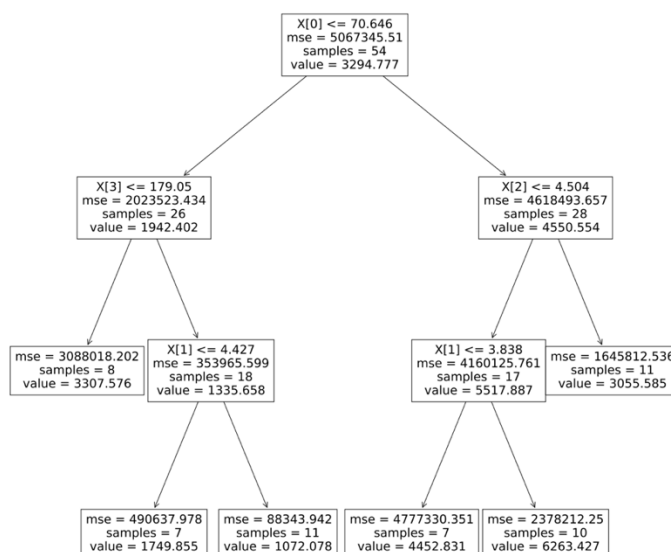 X[0] <= 70.646
mse = 5067345.51
samples = 54
value = 3294.777
X[3] <= 179.05
mse = 2023523.434
samples = 26
value = 1942.402
X[2] <= 4.504
mse = 4618493.657
samples = 28
value = 4550.554
mse = 3088018.202
samples = 8
value = 3307.576
X[1] <= 4.427
mse = 353965.599
samples = 18
value = 1335.658
X[1] <= 3.838
mse = 4160125.761
samples = 17
value = 5517.887
mse = 1645812.536
samples = 11
value = 3055.585
mse = 490637.978
samples = 7
value = 1749.855
mse = 88343.942
samples = 11
value = 1072.078
mse = 4777330.351
samples = 7
value = 4452.831
mse = 2378212.25
samples = 10
value = 6263.427